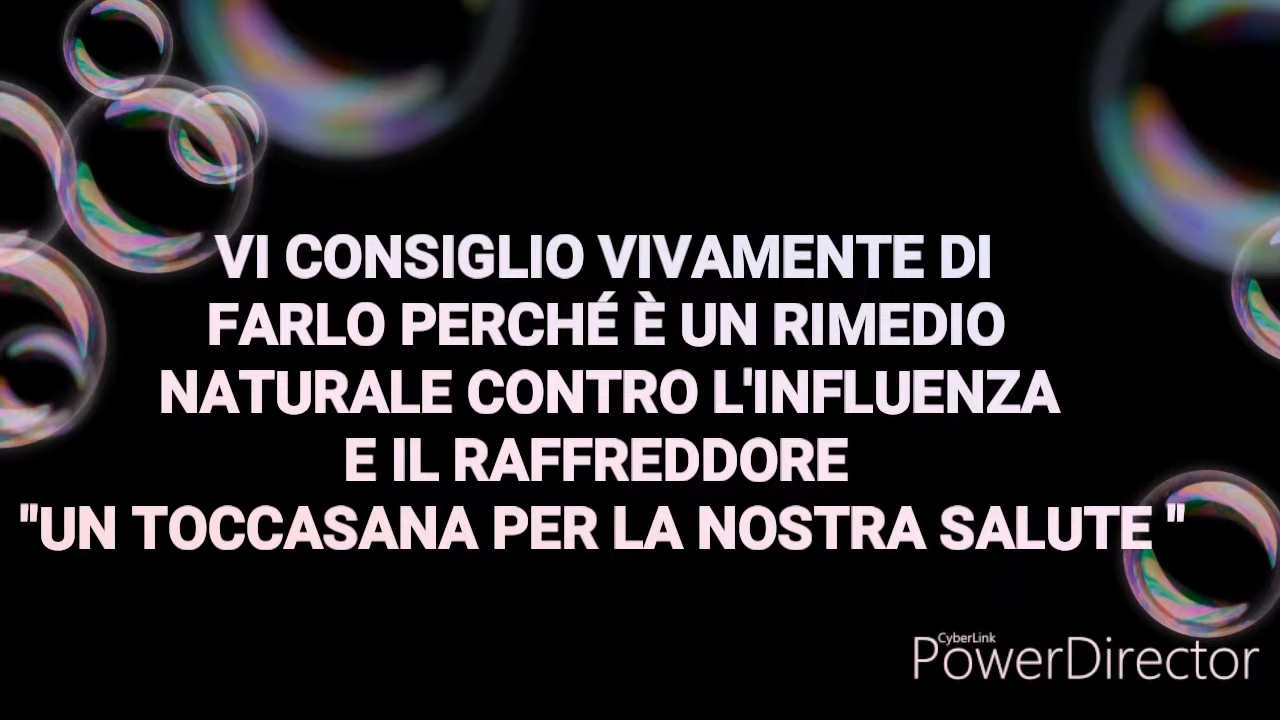 VI CONSIGLIO VIVAMENTE DI
FARLO PERCHÉ È UN RIMEDIO
NATURALE CONTRO L'INFLUENZA
E IL RAFFREDDORE
"UN TOCCASANA PER LA NOSTRA SALUTE "
CyberLink
PowerDirector